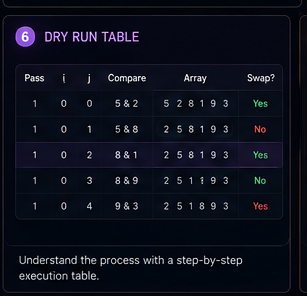 6 DRY RUN TABLE
Pass i j Compare Array Swap?
1 0 0 5 & 2 5 2 8 1 9 3 Yes
1 0 1 5 & 8 2 5 8 1 9 3 No
1 0 2 8 & 1 2 5 8 1 9 3 Yes
1 0 3 8 & 9 2 5 1 1 9 3 No
1 0 4 9 & 3 2 5 1 8 9 3 Yes
Understand the process with a step-by-step
execution table.